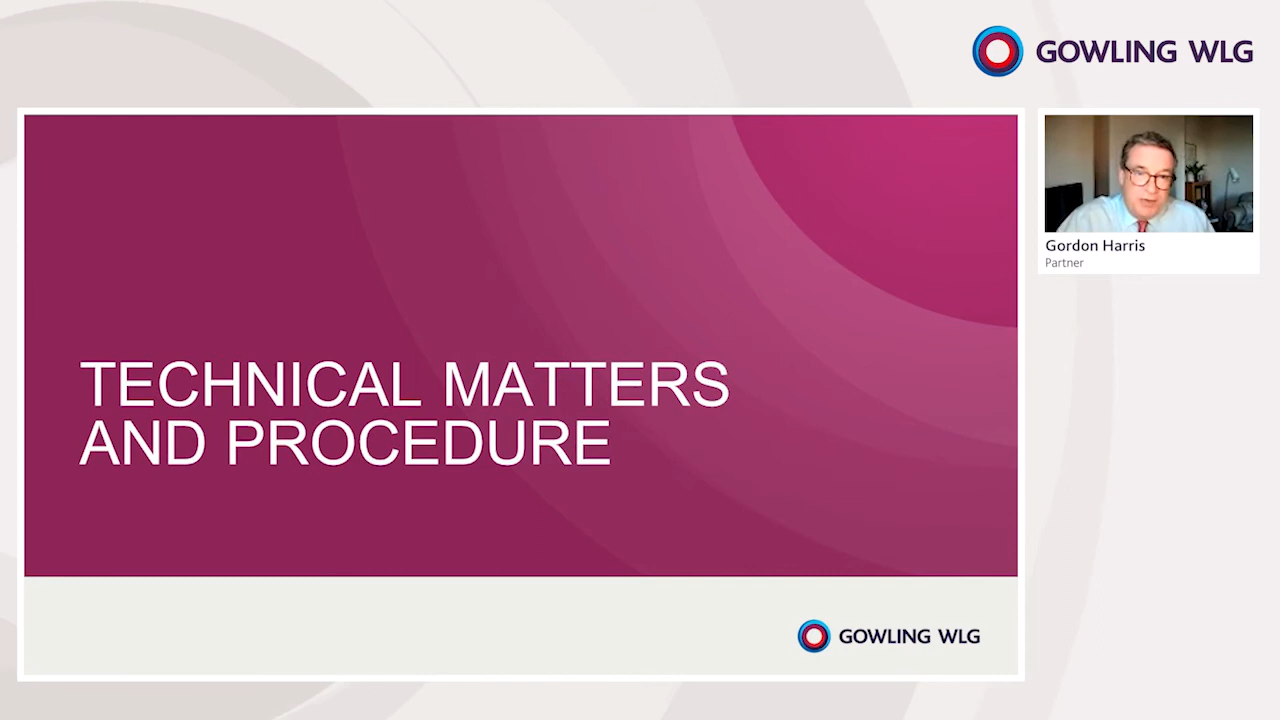 GOWLING WLG
TECHNICAL MATTERS
AND PROCEDURE
Gordon Harris
Partner
GOWLING WLG